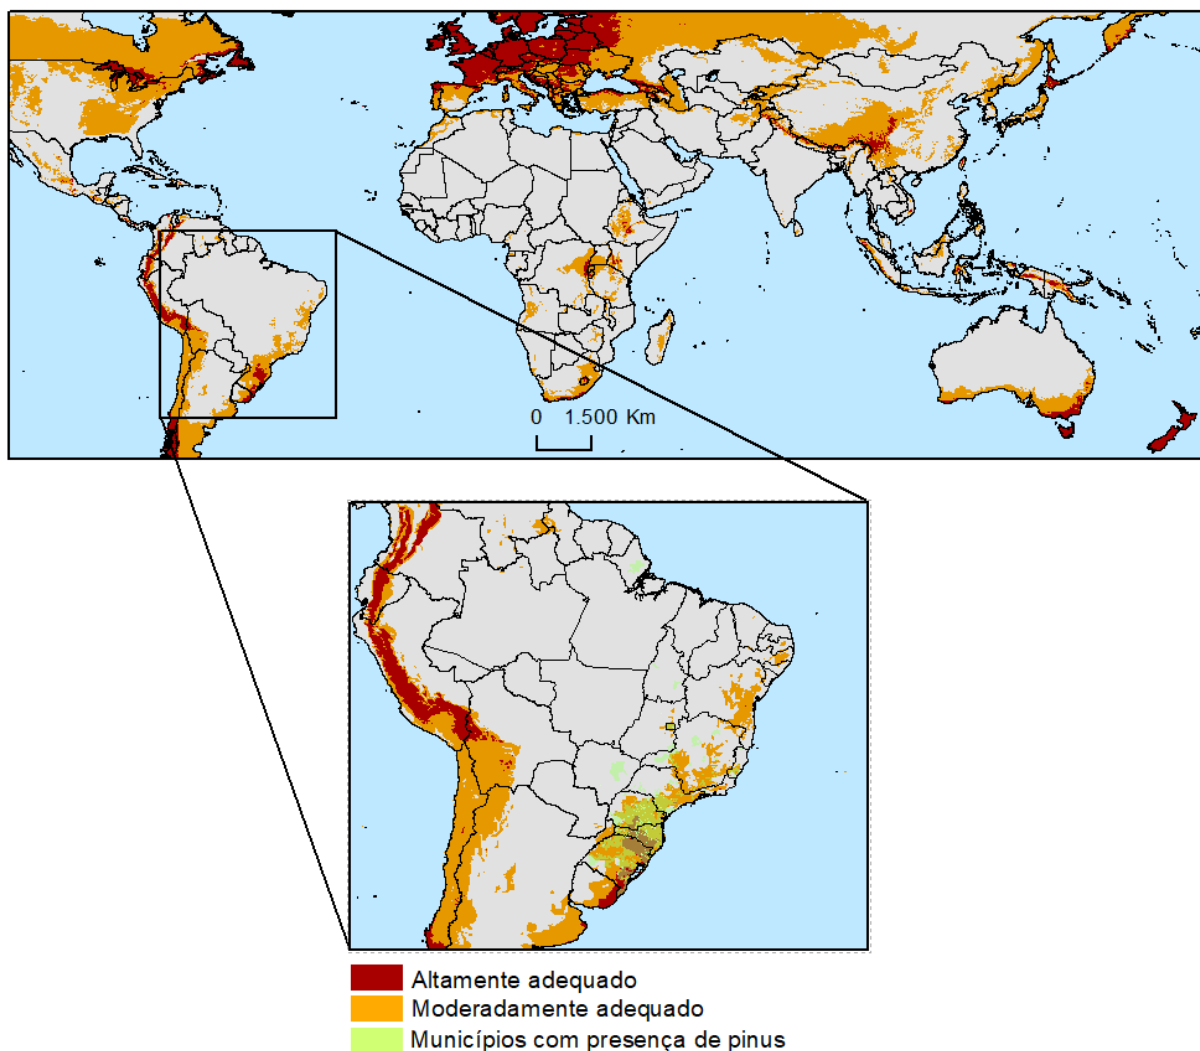 0 1.500 Km
Altamente adequado
Moderadamente adequado
Municípios com presença de pinus